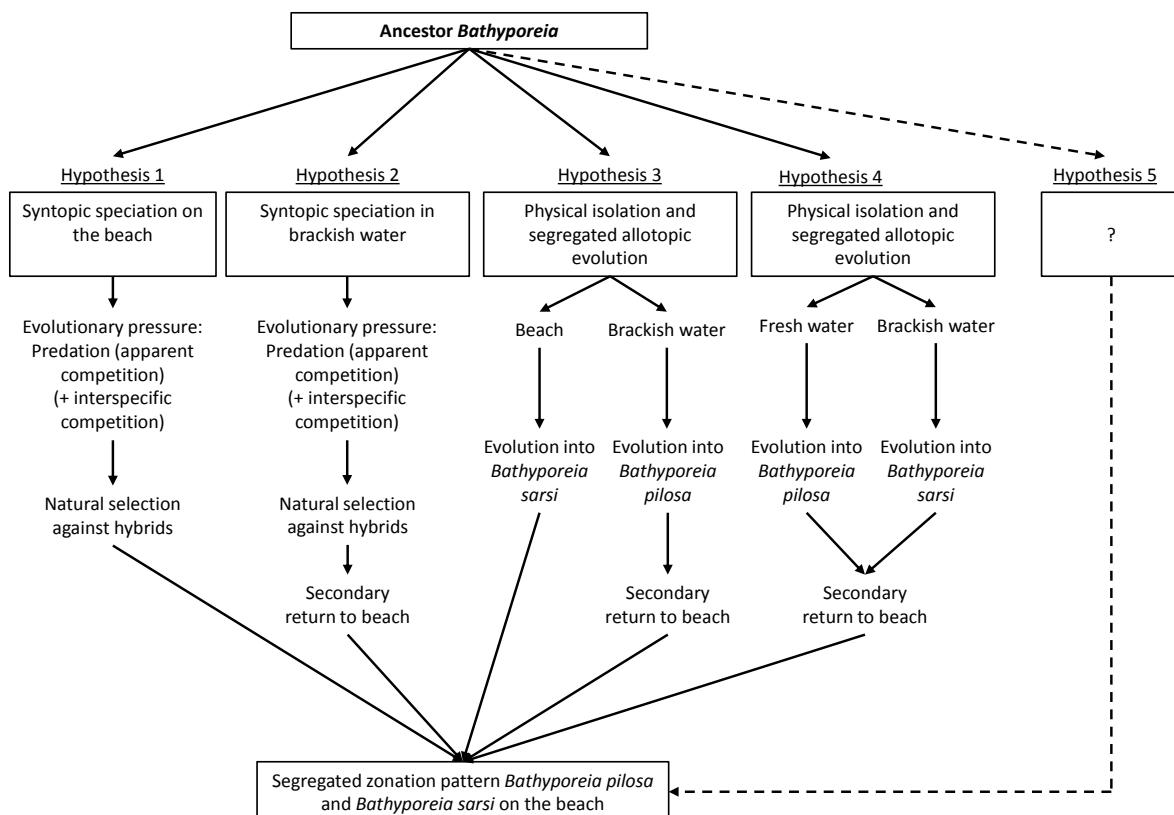 Ancestor Bathyporeia
Hypothesis 1
Syntopic speciation on
the beach
Evolutionary pressure:
Predation (apparent
competition)
(+ interspecific
competition)
Natural selection
against hybrids
Hypothesis 2
Syntopic speciation in
brackish water
Evolutionary pressure:
Predation (apparent
competition)
(+ interspecific
competition)
Natural selection
against hybrids
Secondary
return to beach
Hypothesis 3
Physical isolation and
segregated allotopic
evolution
Beach
Evolution into
Bathyporeia
sarsi
Brackish water
Evolution into
Bathyporeia
pilosa
Secondary
return to beach
Hypothesis 4
Physical isolation and
segregated allotopic
evolution
Fresh water
Evolution into
Bathyporeia
pilosa
Brackish water
Evolution into
Bathyporeia
sarsi
Secondary
return to beach
Hypothesis 5
?
Segregated zonation pattern Bathyporeia pilosa
and Bathyporeia sarsi on the beach